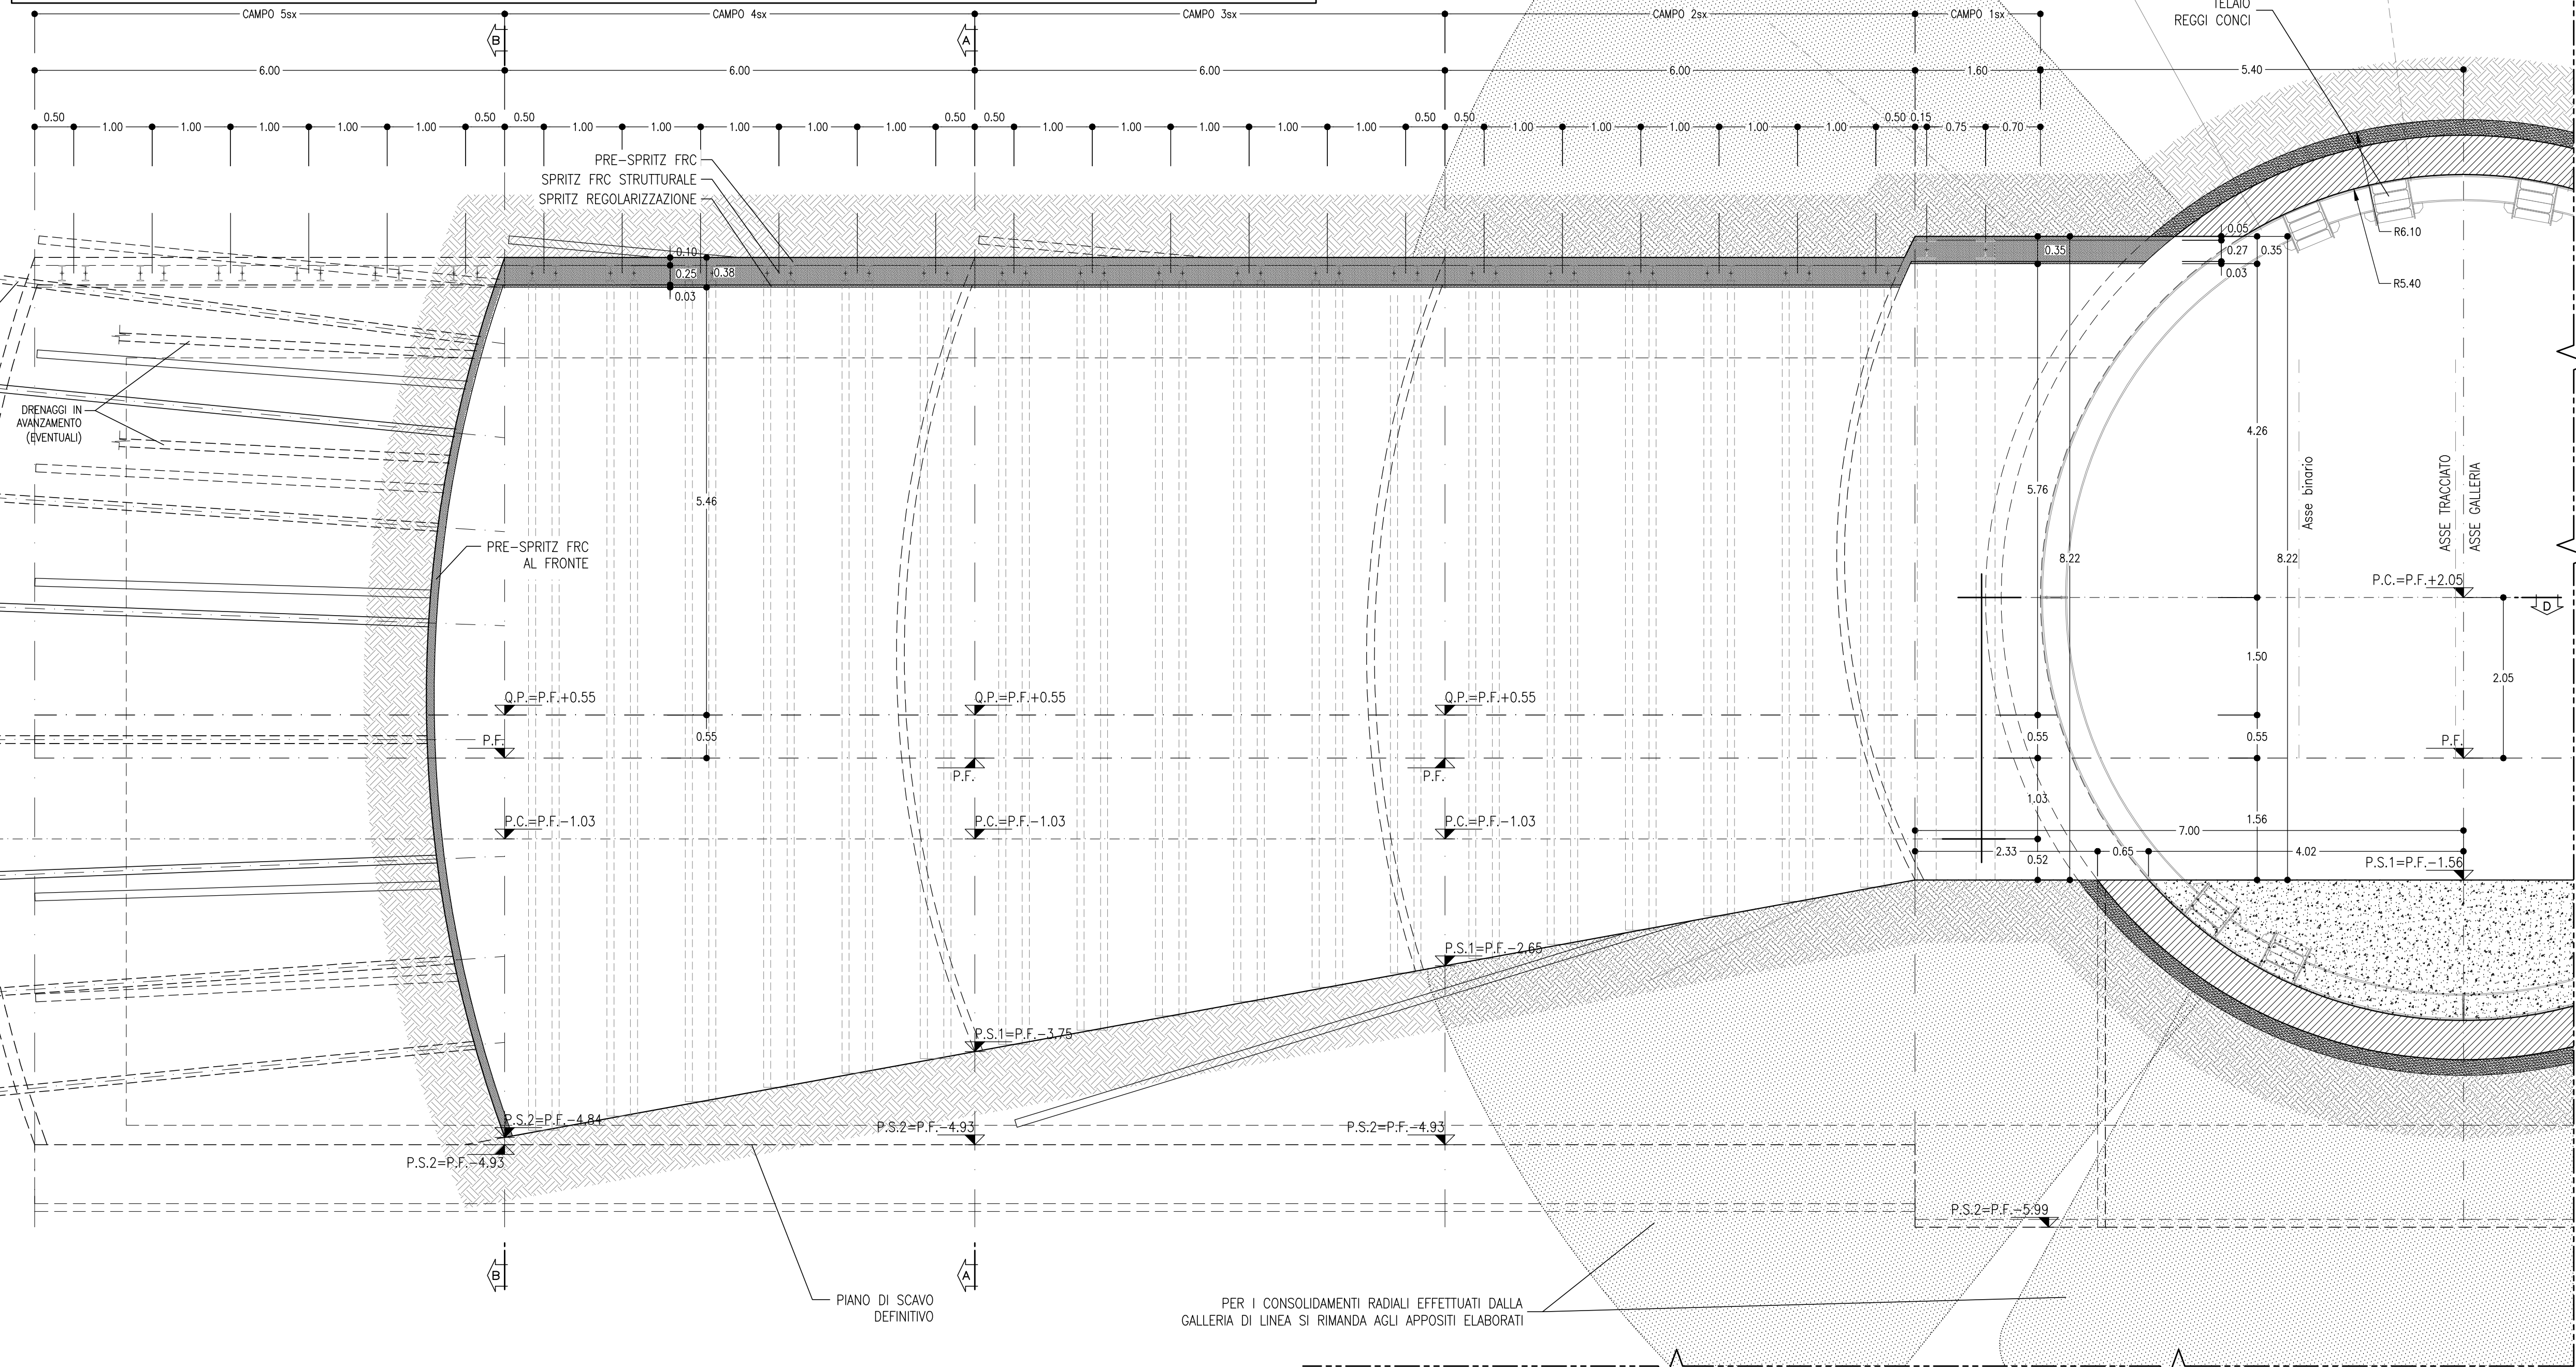 CAMPO 5sx CAMPO 4sx CAMPO 3sx CAMPO 2sx CAMPO 1sx
TELAIO
REGGI CONCI
B A
6.00 6.00 6.00 6.00 1.60 5.40
0.50 1.00 1.00 1.00 1.00 1.00 0.50 0.50 1.00 1.00 1.00 1.00 1.00 0.50 0.50 1.00 1.00 1.00 1.00 1.00 0.50 0.50 1.00 1.00 1.00 1.00 1.00 0.50 0.15 0.75 0.70
PRE-SPRITZ FRC
SPRITZ FRC STRUTTURALE
SPRITZ REGOLARIZZAZIONE
0.10
0.25 0.38
0.03
0.35
0.05
0.27 0.35
0.03
R6.10
R5.40
DRENAGGI IN
AVANZAMENTO
(EVENTUALI)
5.46
5.76
4.26
Asse binario
ASSE TRACCIATO
ASSE GALLERIA
PRE-SPRITZ FRC
AL FRONTE
8.22 8.22
P.C.=P.F.+2.05
D
1.50
2.05
Q.P.=P.F.+0.55 Q.P.=P.F.+0.55 Q.P.=P.F.+0.55
0.55 0.55 0.55
P.F. P.F. P.F. P.F.
1.03
P.C.=P.F.-1.03 P.C.=P.F.-1.03 P.C.=P.F.-1.03
1.56
7.00
2.33 0.52 0.65 4.02
P.S.1=P.F.-1.56
P.S.1=P.F.-2.65
P.S.1=P.F.-3.75
P.S.2=P.F.-4.84
P.S.2=P.F.-4.93 P.S.2=P.F.-4.93
P.S.2=P.F.-4.93
P.S.2=P.F.-5.99
B A
PIANO DI SCAVO
DEFINITIVO
PER I CONSOLIDAMENTI RADIALI EFFETTUATI DALLA
GALLERIA DI LINEA SI RIMANDA AGLI APPOSITI ELABORATI